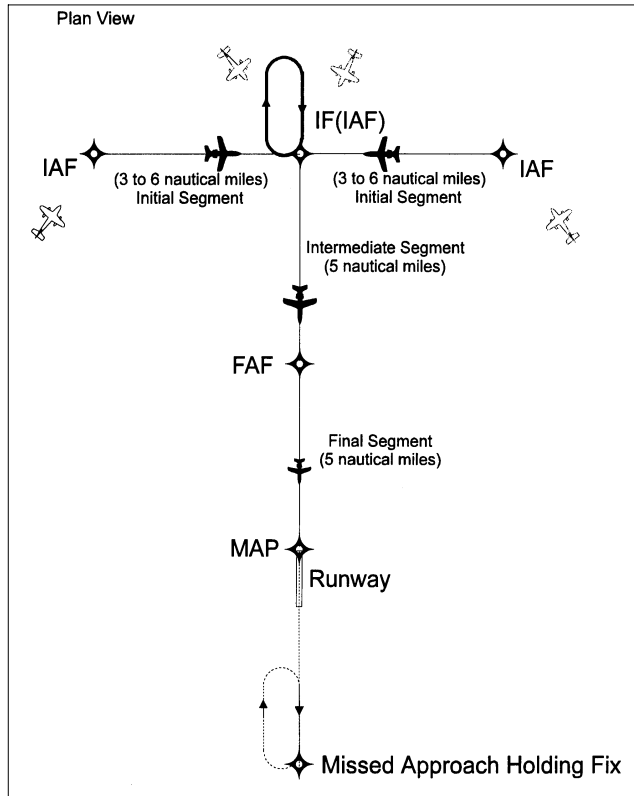 Plan View
IF(IAF)
IAF
IAF
(3 to 6 nautical miles)
Initial Segment
(3 to 6 nautical miles)
Initial Segment
Intermediate Segment
(5 nautical miles)
FAF
Final Segment
(5 nautical miles)
MAP
Runway
Missed Approach Holding Fix